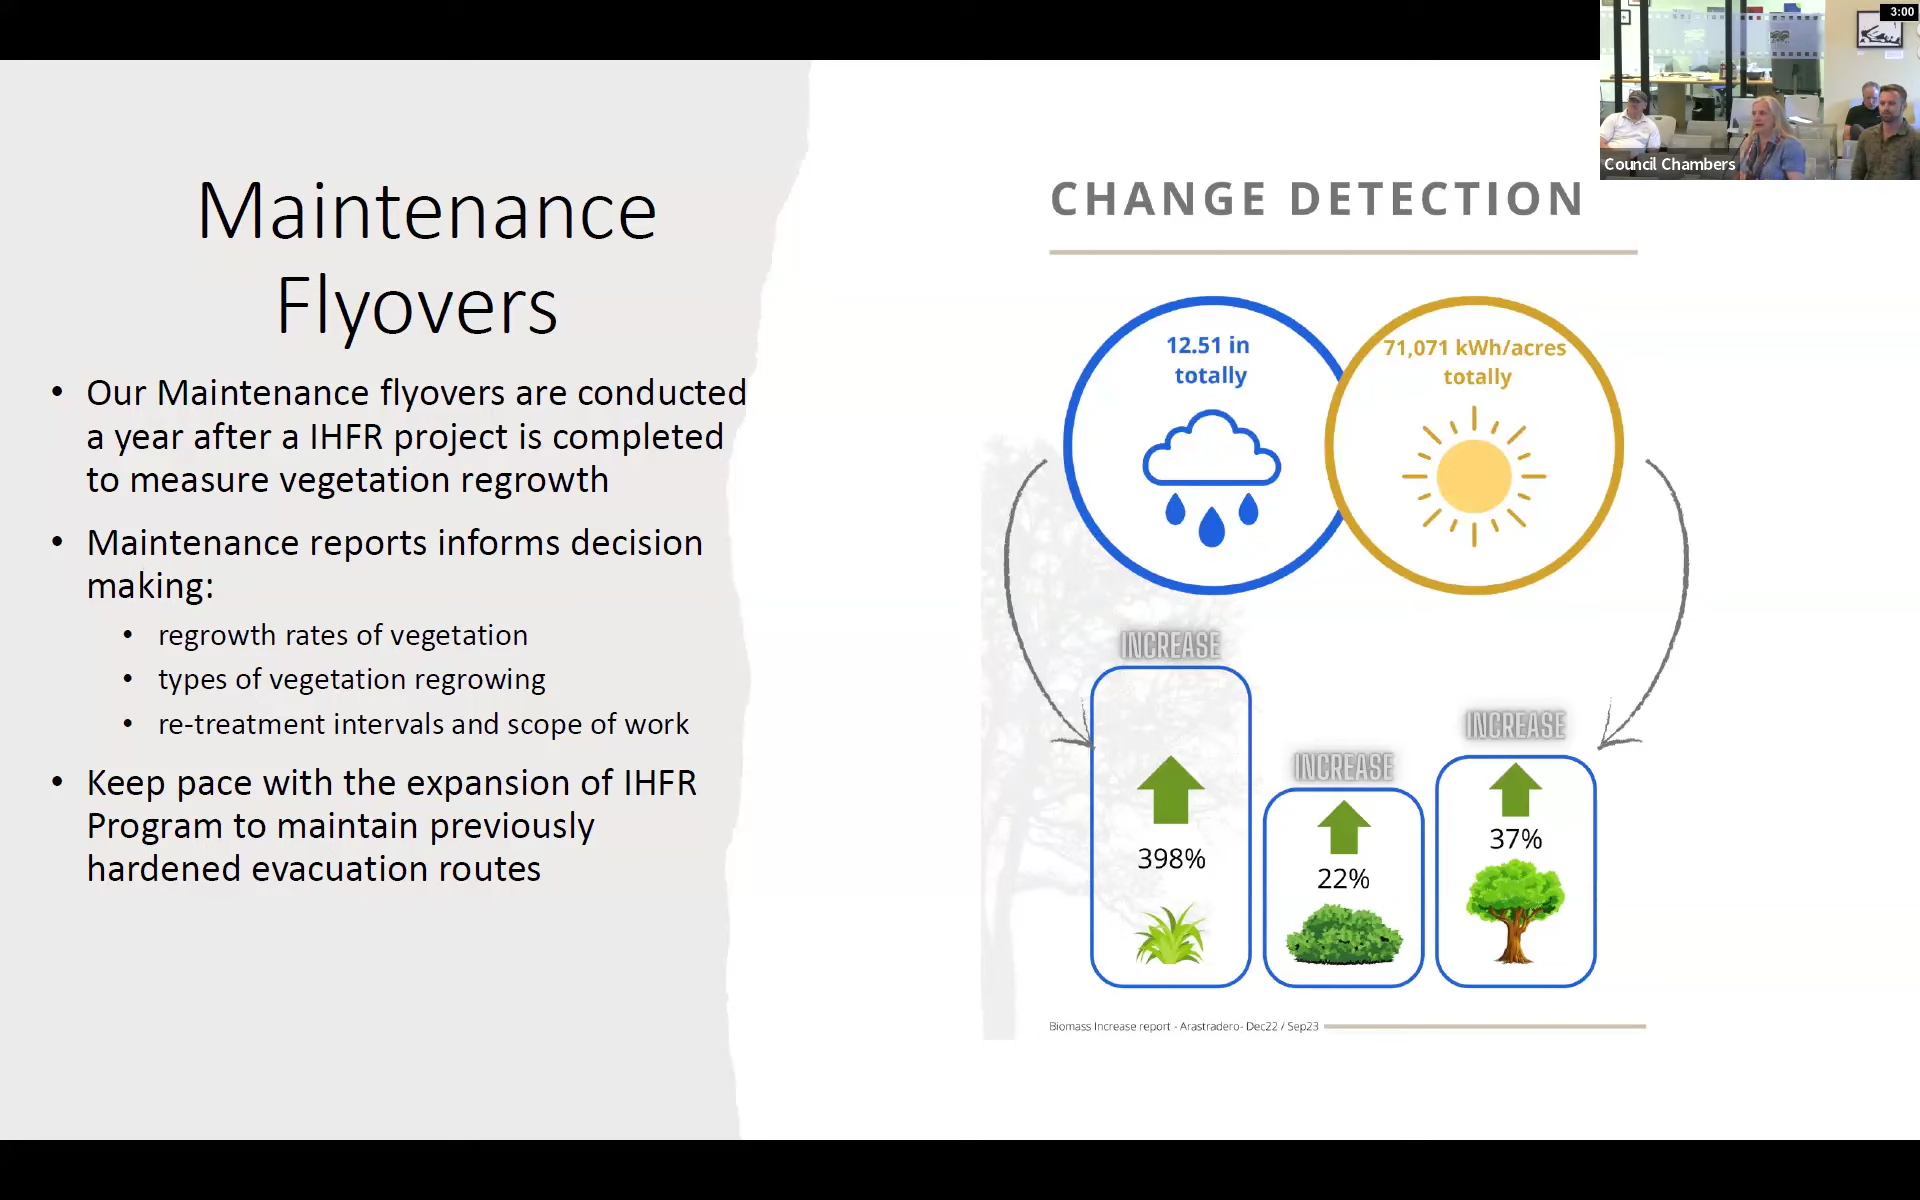 3:00
Council Chambers
Maintenance
Flyovers
• Our Maintenance flyovers are conducted
a year after a IHFR project is completed
to measure vegetation regrowth
• Maintenance reports informs decision
making:
• regrowth rates of vegetation
• types of vegetation regrowing
• re-treatment intervals and scope of work
• Keep pace with the expansion of IHFR
Program to maintain previously
hardened evacuation routes
CHANGE DETECTION
12.51 in
totally
71,071 kWh/acres
totally
INCREASE
398%
INCREASE
22%
INCREASE
37%
Biomass Increase report - Arastradero- Dec22 / Sep23